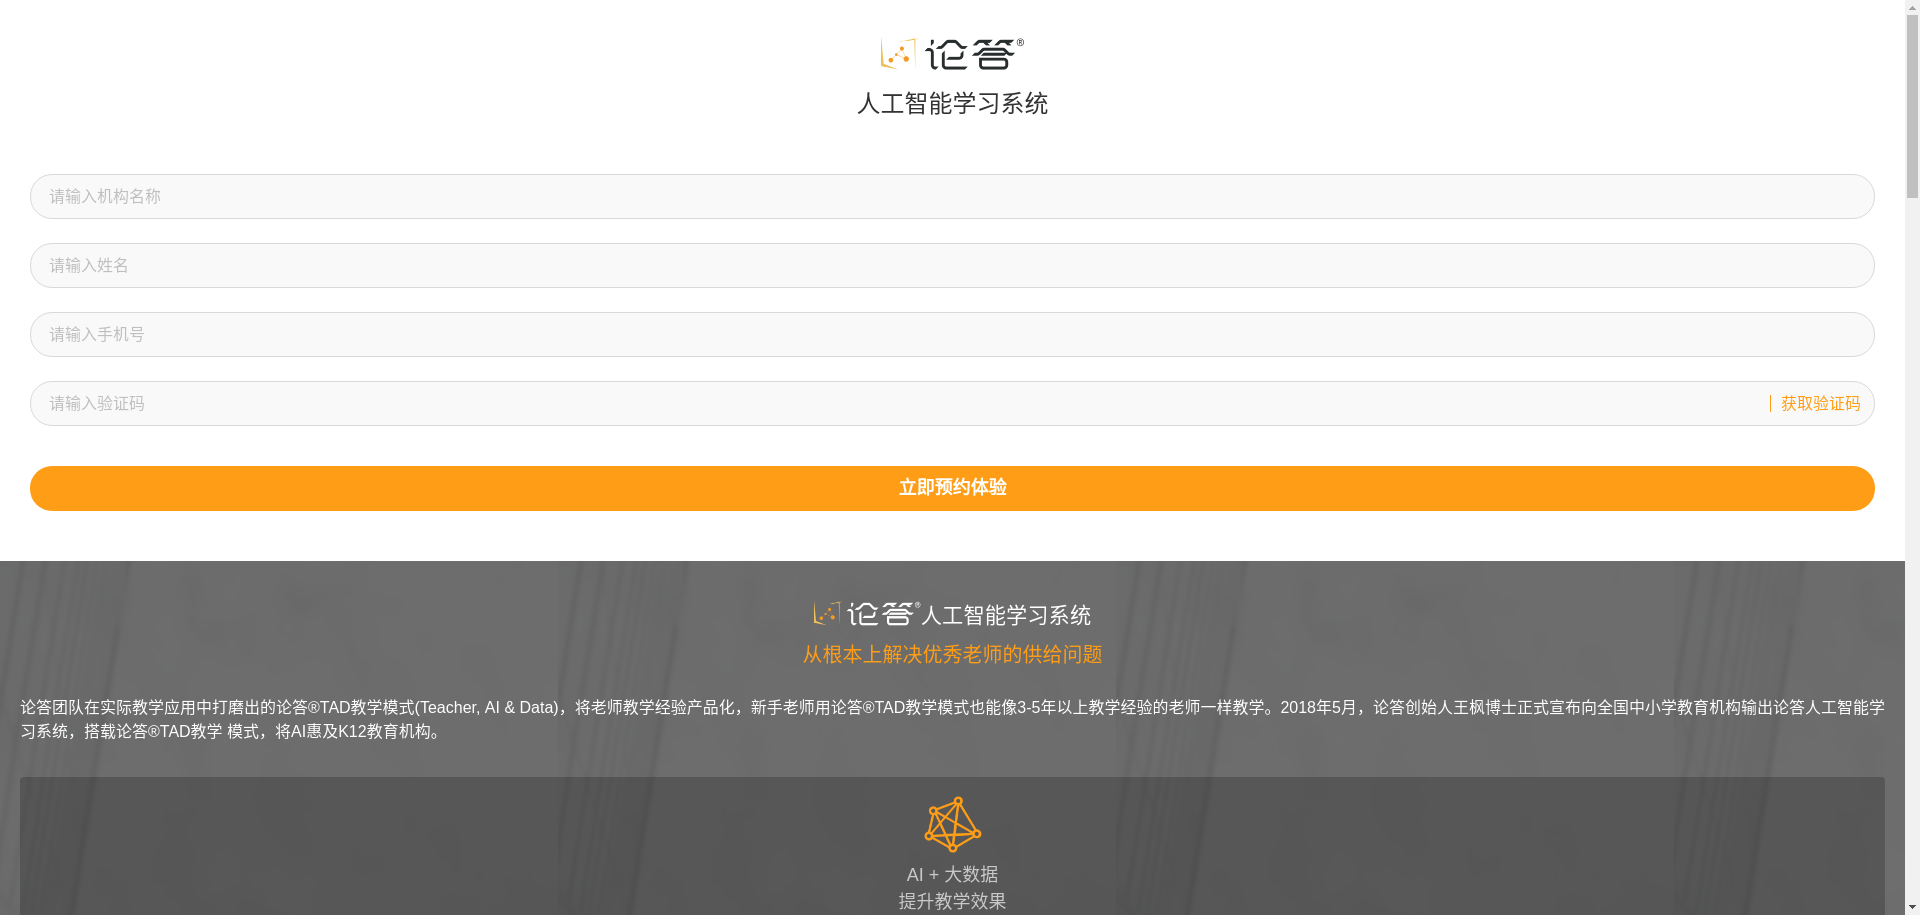 论答®
人工智能学习系统
请输入机构名称
请输入姓名
请输入手机号
请输入验证码
获取验证码
立即预约体验
论答®人工智能学习系统
从根本上解决优秀老师的供给问题
论答团队在实际教学应用中打磨出的论答®TAD教学模式(Teacher, AI & Data)，将老师教学经验产品化，新手老师用论答®TAD教学模式也能像3-5年以上教学经验的老师一样教学。2018年5月，论答创始人王枫博士正式宣布向全国中小学教育机构输出论答人工智能学
习系统，搭载论答®TAD教学 模式，将AI惠及K12教育机构。
AI + 大数据
提升教学效果